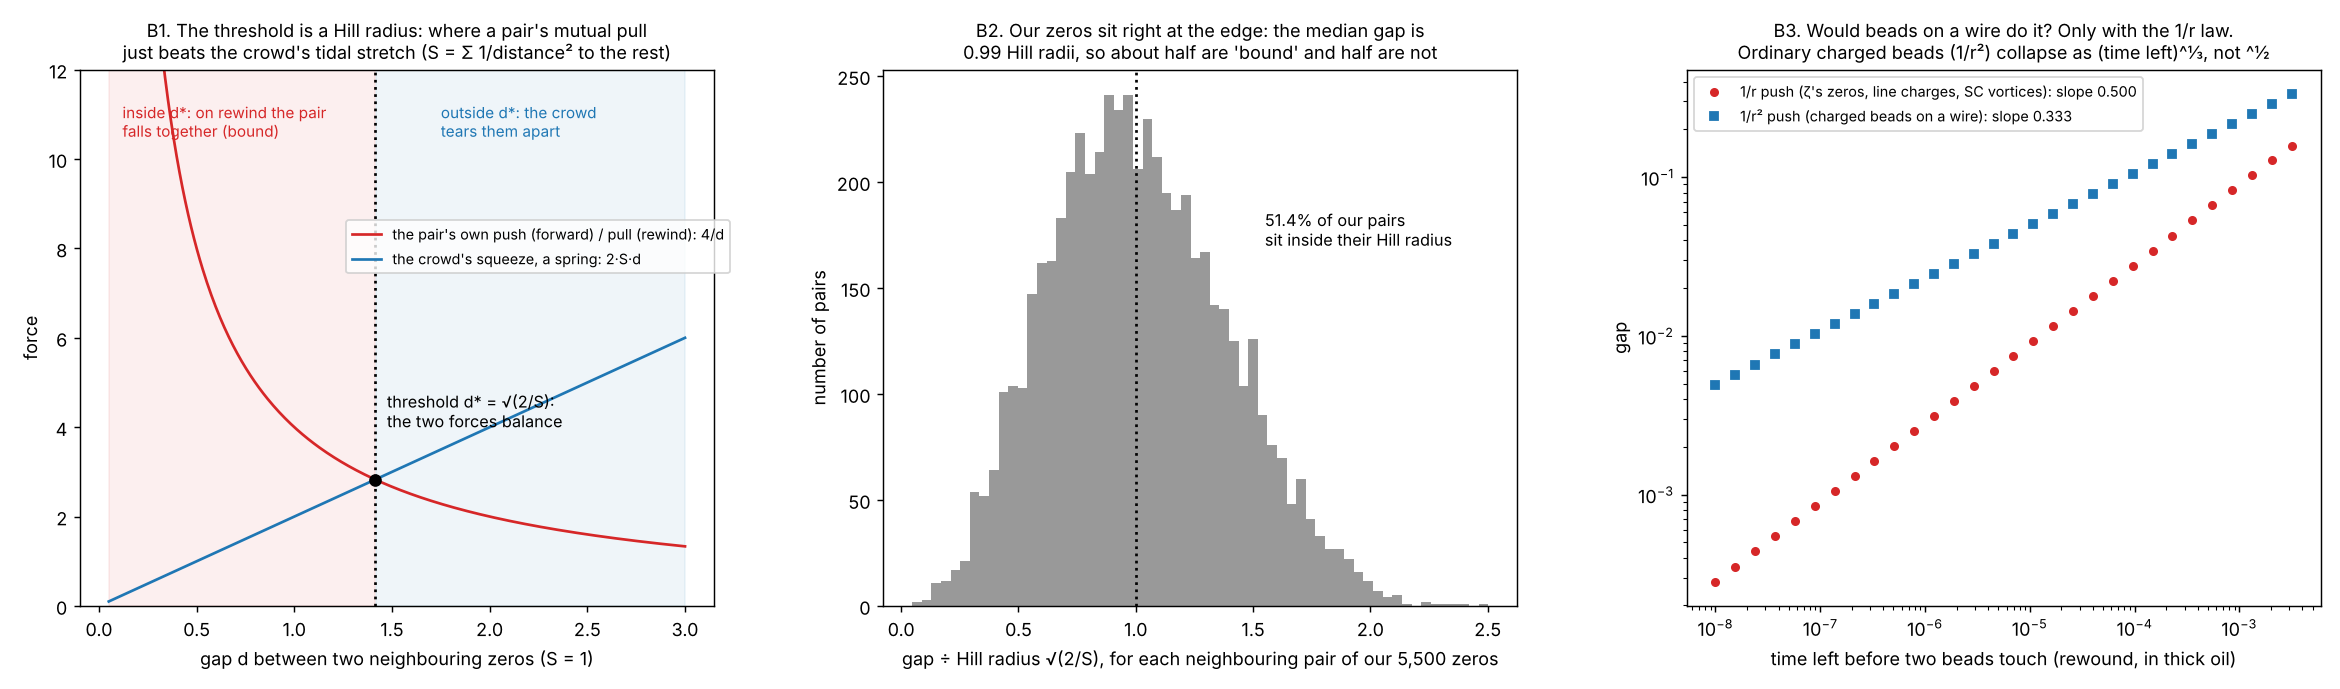 B1. The threshold is a Hill radius: where a pair's mutual pull
just beats the crowd's tidal stretch (S = Σ 1/distance² to the rest)
12
10
8
6
4
2
0
force
inside d*: on rewind the pair
falls together (bound)
outside d*: the crowd
tears them apart
the pair's own push (forward) / pull (rewind): 4/d
the crowd's squeeze, a spring: 2·S·d
threshold d* = √(2/S):
the two forces balance
0.0 0.5 1.0 1.5 2.0 2.5 3.0
gap d between two neighbouring zeros (S = 1)
B2. Our zeros sit right at the edge: the median gap is
0.99 Hill radii, so about half are 'bound' and half are not
250
200
150
100
50
0
number of pairs
51.4% of our pairs
sit inside their Hill radius
0.0 0.5 1.0 1.5 2.0 2.5
gap ÷ Hill radius √(2/S), for each neighbouring pair of our 5,500 zeros
B3. Would beads on a wire do it? Only with the 1/r law.
Ordinary charged beads (1/r²) collapse as (time left)^⅓, not ^½
1/r push (ζ's zeros, line charges, SC vortices): slope 0.500
1/r² push (charged beads on a wire): slope 0.333
10⁻¹
10⁻²
10⁻³
gap
10⁻⁸ 10⁻⁷ 10⁻⁶ 10⁻⁵ 10⁻⁴ 10⁻³
time left before two beads touch (rewound, in thick oil)